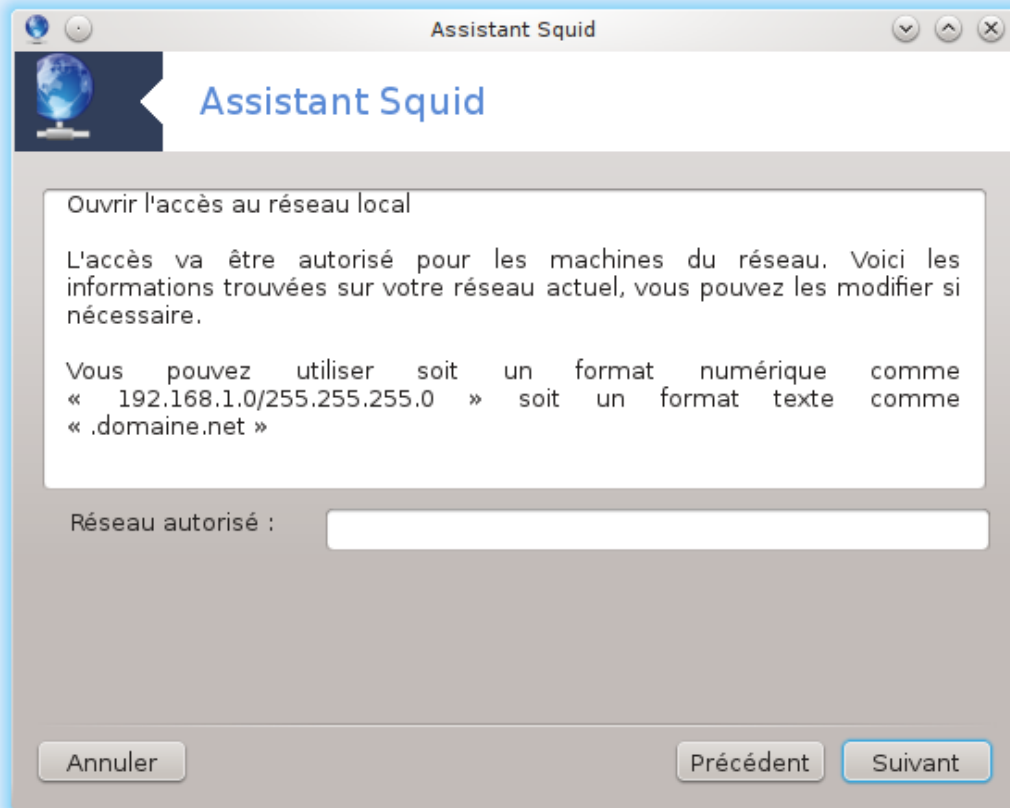 Assistant Squid
Assistant Squid
Ouvrir l'accès au réseau local
L'accès va être autorisé pour les machines du réseau. Voici les
informations trouvées sur votre réseau actuel, vous pouvez les modifier si
nécessaire.
Vous pouvez utiliser soit un format numérique comme
« 192.168.1.0/255.255.255.0 » soit un format texte comme
« .domaine.net »
Réseau autorisé :
Annuler
Précédent
Suivant